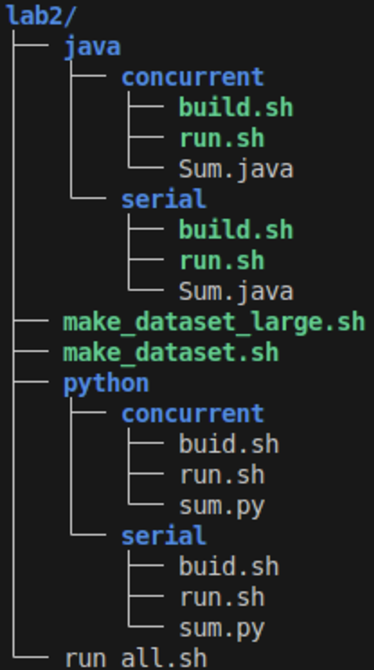 lab2/
java
concurrent
build.sh
run.sh
Sum.java
serial
build.sh
run.sh
Sum.java
make_dataset_large.sh
make_dataset.sh
python
concurrent
buid.sh
run.sh
sum.py
serial
buid.sh
run.sh
sum.py
run_all.sh